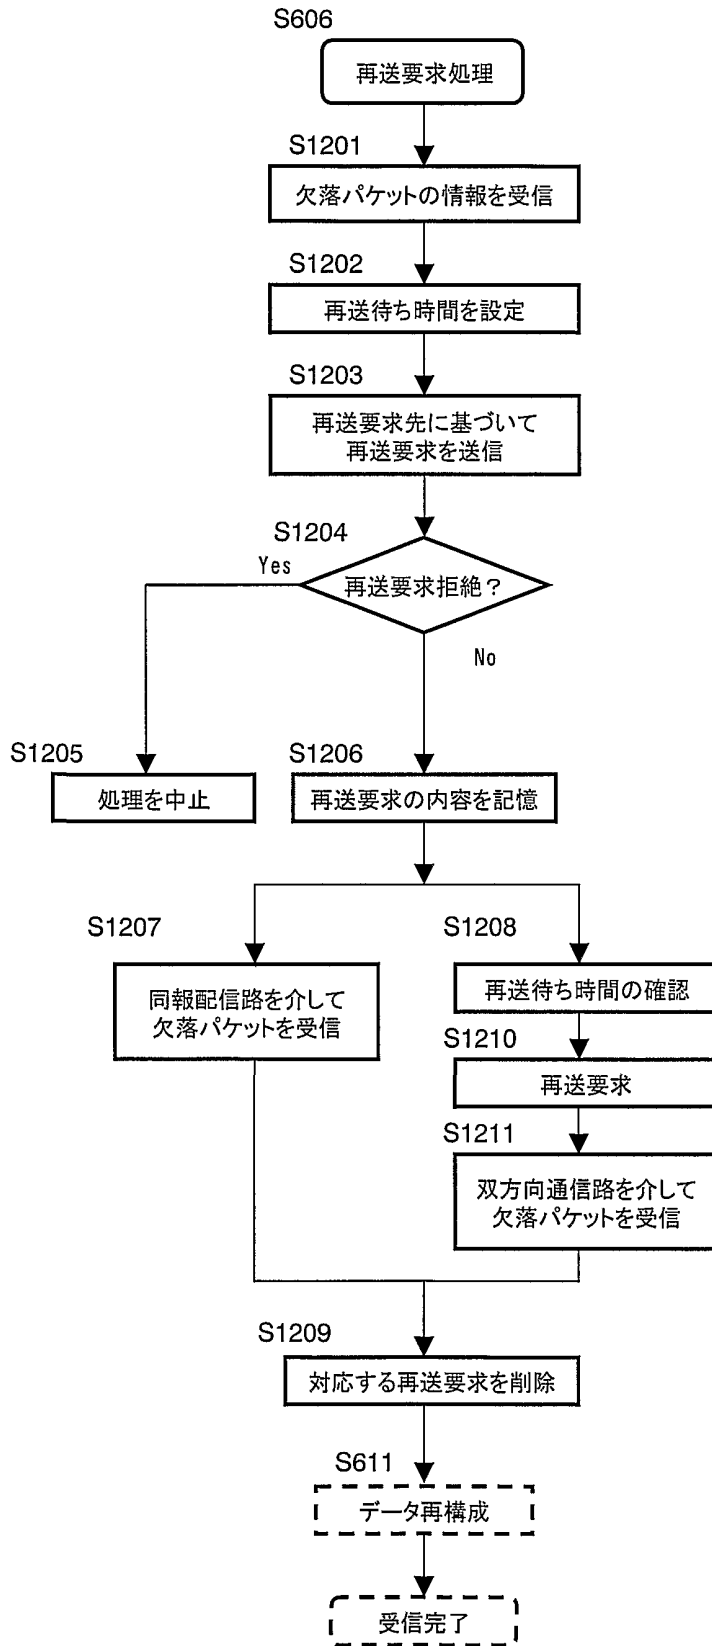 S606
再送要求処理
S1201
欠落パケットの情報を受信
S1202
再送待ち時間を設定
S1203
再送要求先に基づいて
再送要求を送信
S1204
Yes
再送要求拒絶？
No
S1205
処理を中止
S1206
再送要求の内容を記憶
S1207
同報配信路を介して
欠落パケットを受信
S1208
再送待ち時間の確認
S1210
再送要求
S1211
双方向通信路を介して
欠落パケットを受信
S1209
対応する再送要求を削除
S611
データ再構成
受信完了